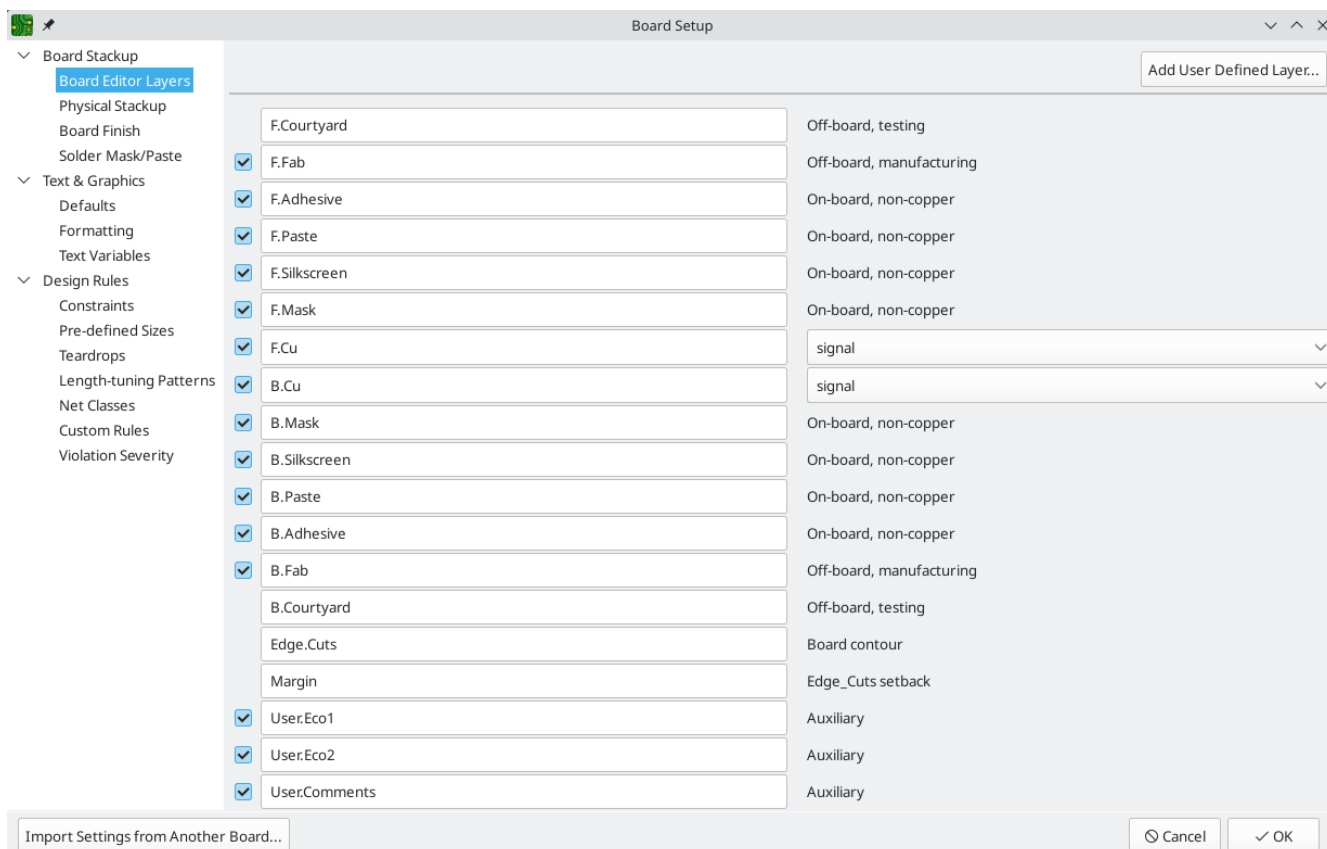 Board Setup
Board Stackup
Board Editor Layers
Physical Stackup
Board Finish
Solder Mask/Paste
Text & Graphics
Defaults
Formatting
Text Variables
Design Rules
Constraints
Pre-defined Sizes
Teardrops
Length-tuning Patterns
Net Classes
Custom Rules
Violation Severity
Add User Defined Layer...
F.Courtyard Off-board, testing
F.Fab Off-board, manufacturing
F.Adhesive On-board, non-copper
F.Paste On-board, non-copper
F.Silkscreen On-board, non-copper
F.Mask On-board, non-copper
F.Cu signal
B.Cu signal
B.Mask On-board, non-copper
B.Silkscreen On-board, non-copper
B.Paste On-board, non-copper
B.Adhesive On-board, non-copper
B.Fab Off-board, manufacturing
B.Courtyard Off-board, testing
Edge.Cuts Board contour
Margin Edge_Cuts setback
User.Eco1 Auxiliary
User.Eco2 Auxiliary
User.Comments Auxiliary
Import Settings from Another Board... Cancel OK